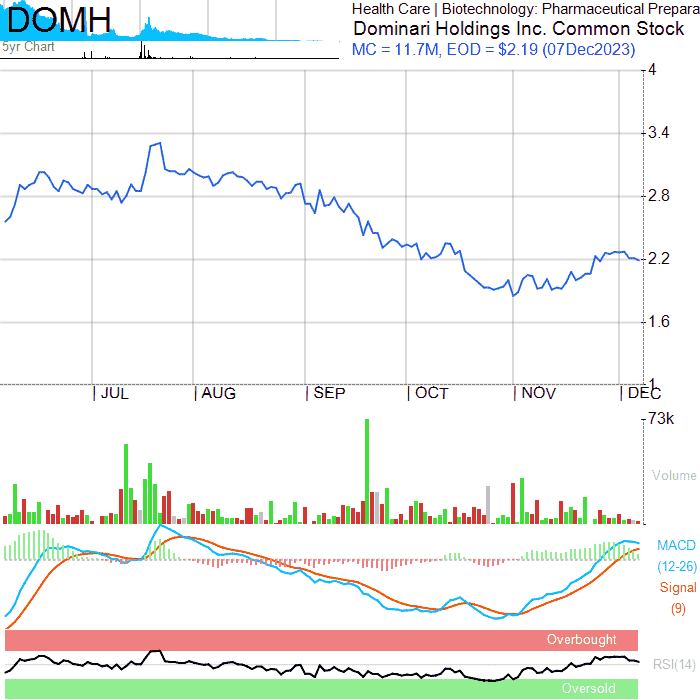 DOMH
5yr Chart
Health Care | Biotechnology: Pharmaceutical Prepara
Dominari Holdings Inc. Common Stock
MC = 11.7M, EOD = $2.19 (07Dec2023)
4
3.4
2.8
2.2
1.6
1
JUL AUG SEP OCT NOV DEC
73k
Volume
MACD
(12-26)
Signal
(9)
Overbought
RSI(14)
Oversold